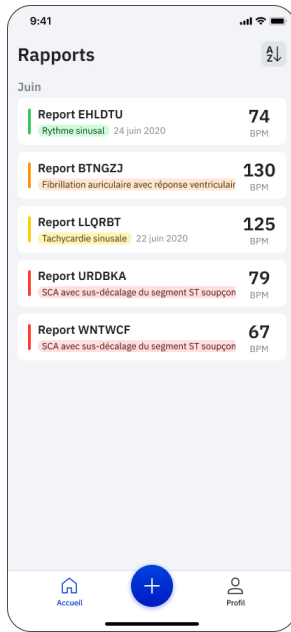 9:41
Rapports
AZ
Juin
Report EHLDTU
74
Rythme sinusal 24 juin 2020
BPM
Report BTNGZJ
130
Fibrillation auriculaire avec réponse ventriculair
BPM
Report LLQRBT
125
Tachycardie sinusale 22 juin 2020
BPM
Report URDBKA
79
SCA avec sus-décalage du segment ST soupçon
BPM
Report WNTWCF
67
SCA avec sus-décalage du segment ST soupçon
BPM
Accueil
Profil